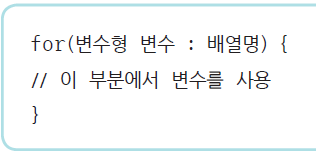 for(변수형 변수 : 배열명) {
// 이 부분에서 변수를 사용
}